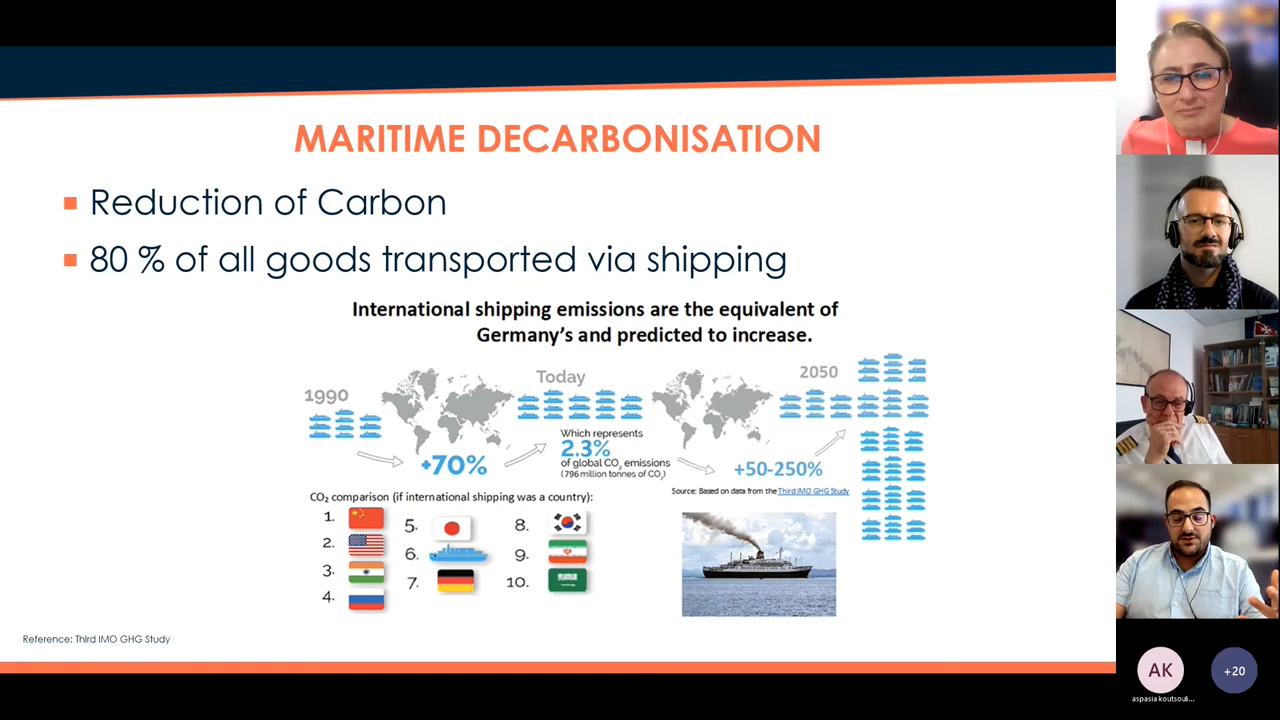 MARITIME DECARBONISATION
Reduction of Carbon
80 % of all goods transported via shipping
International shipping emissions are the equivalent of
Germany's and predicted to increase.
1990
+70%
Today
Which represents
2.3%
of global CO₂ emissions
(796 million tonnes of CO₂)
2050
+50-250%
Source: Based on data from the Third IMO GHG Study
CO₂ comparison (if international shipping was a country):
1.
2.
3.
4.
5.
6.
7.
8.
9.
10.
Reference: Third IMO GHG Study
AK
aspasia koutsouli...
+20